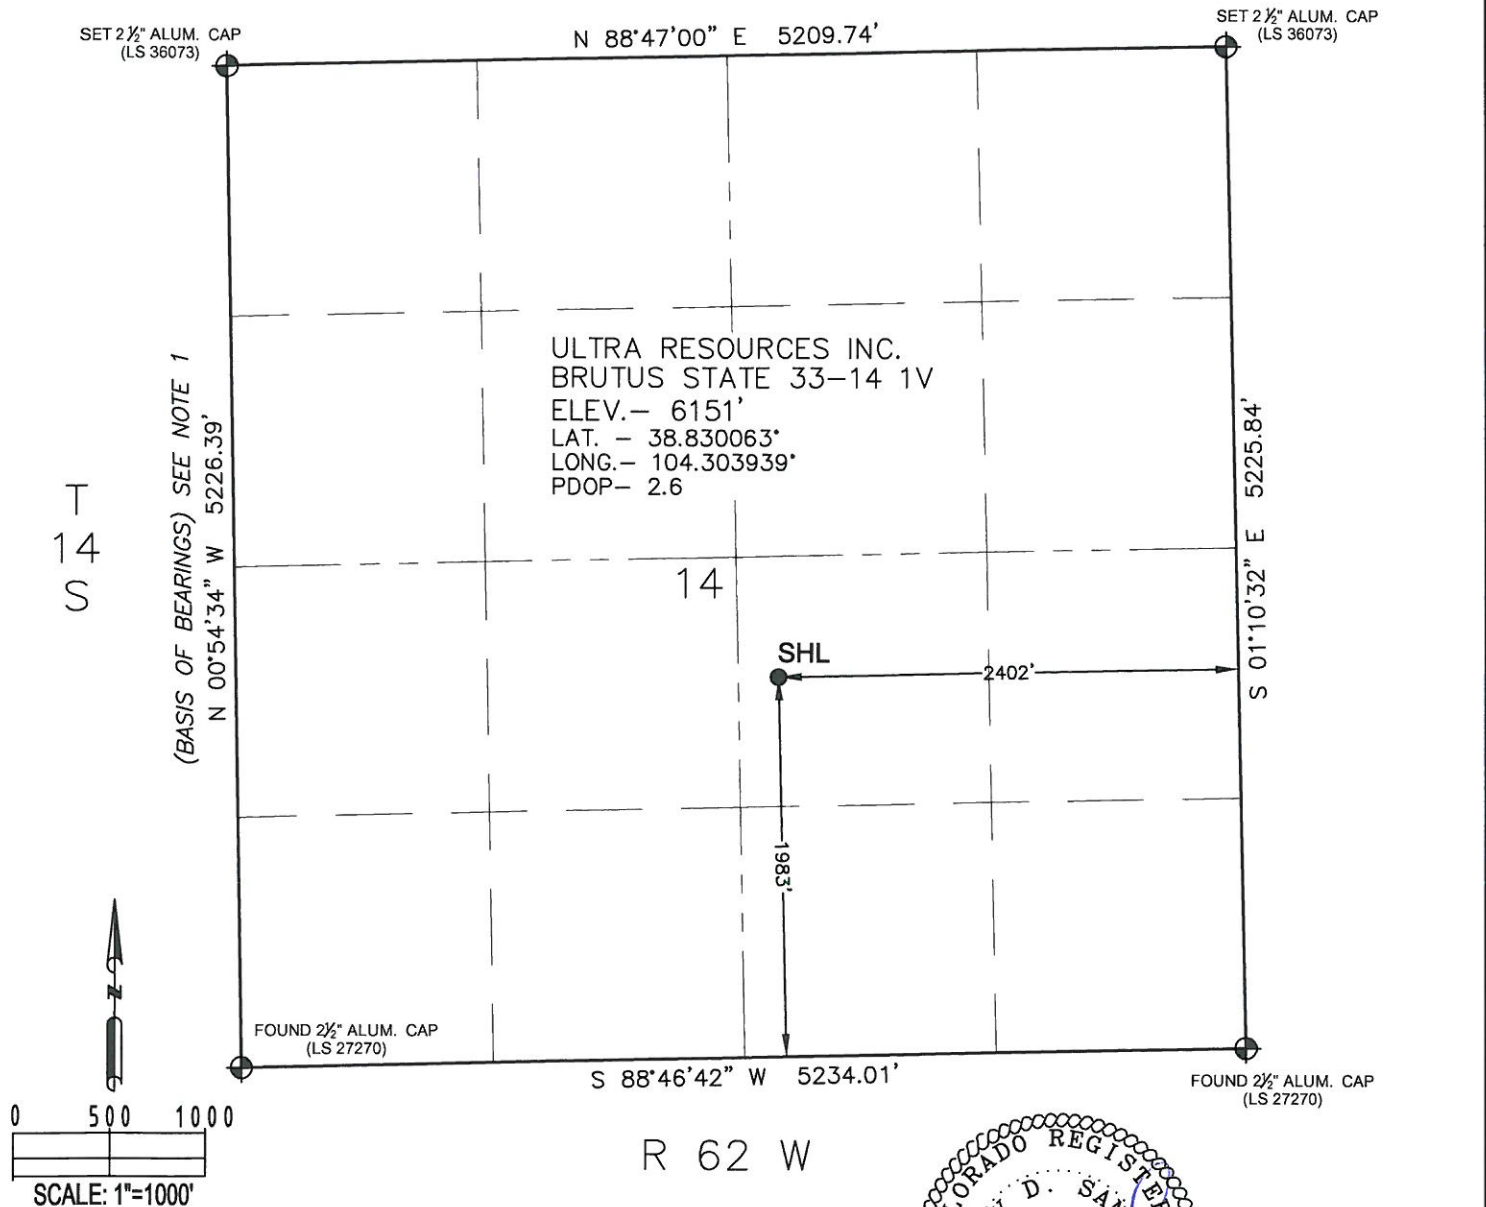 SET 2 ½" ALUM. CAP
(LS 36073)
N 88°47'00" E 5209.74'
SET 2 ½" ALUM. CAP
(LS 36073)
(BASIS OF BEARINGS) SEE NOTE 1
N 00°54'34" W 5226.39'
ULTRA RESOURCES INC.
BRUTUS STATE 33–14 1V
ELEV.– 6151'
LAT. – 38.830063°
LONG.– 104.303939°
PDOP– 2.6
S 01°10'32" E 5225.84'
T
14
S
14
SHL
2402'
1983'
N
FOUND 2½" ALUM. CAP
(LS 27270)
S 88°46'42" W 5234.01'
FOUND 2½" ALUM. CAP
(LS 27270)
0 500 1000
SCALE: 1"=1000'
R 62 W
D.